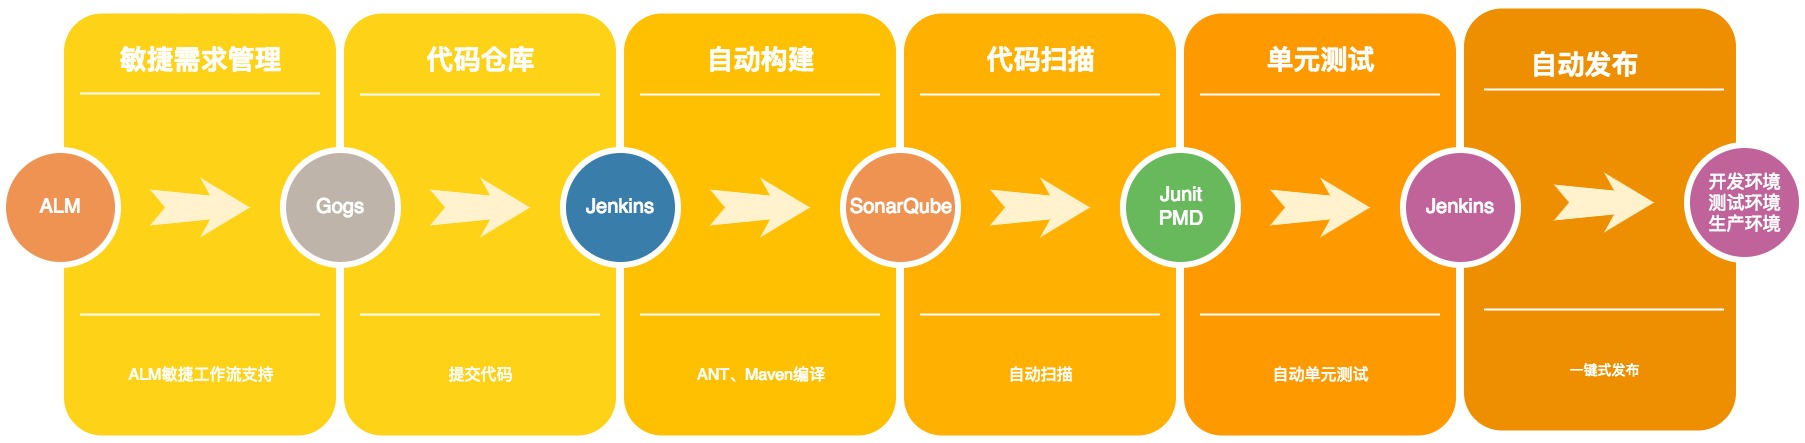 敏捷需求管理
代码仓库
自动构建
代码扫描
单元测试
自动发布
ALM
Gogs
Jenkins
SonarQube
Junit
PMD
Jenkins
开发环境
测试环境
生产环境
ALM敏捷工作流支持
提交代码
ANT、Maven编译
自动扫描
自动单元测试
一键式发布